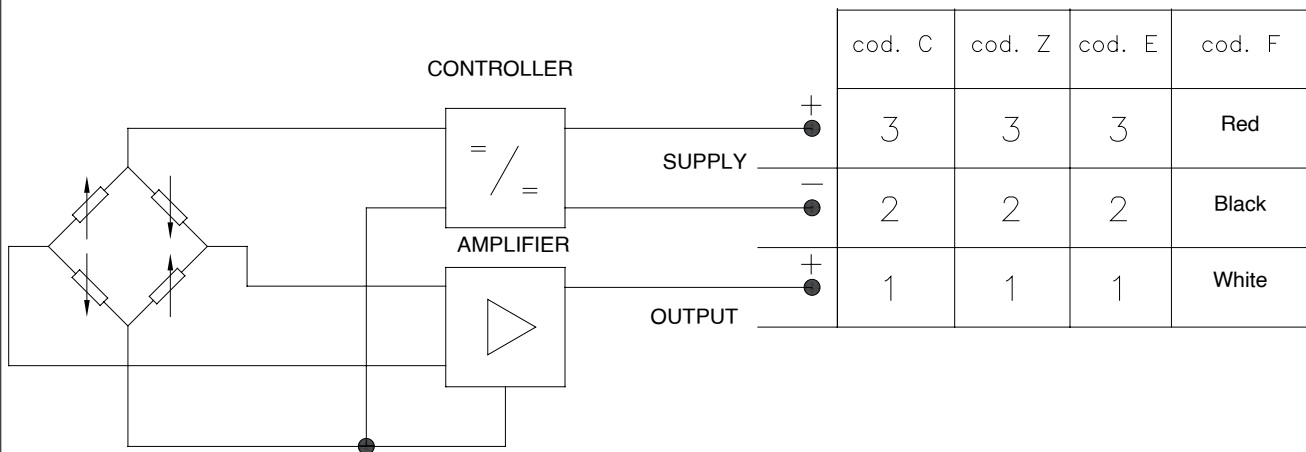 cod. C cod. Z cod. E cod. F
CONTROLLER
+ 3 3 3 Red
= / =
SUPPLY
− 2 2 2 Black
AMPLIFIER
+ 1 1 1 White
OUTPUT